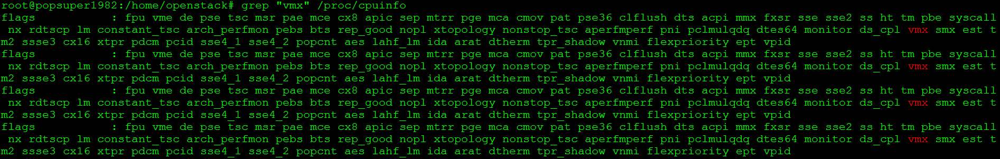 root@popsuper1982:/home/openstack# grep "vmx" /proc/cpuinfo
flags           : fpu vme de pse tsc msr pae mce cx8 apic sep mtrr pge mca cmov pat pse36 clflush dts acpi mmx fxsr sse sse2 ss ht tm pbe syscall
 nx rdtscp lm constant_tsc arch_perfmon pebs bts rep_good nopl xtopology nonstop_tsc aperfmperf pni pclmulqdq dtes64 monitor ds_cpl vmx smx est t
m2 ssse3 cx16 xtpr pdcm pcid sse4_1 sse4_2 popcnt aes lahf_lm ida arat dtherm tpr_shadow vnmi flexpriority ept vpid
flags           : fpu vme de pse tsc msr pae mce cx8 apic sep mtrr pge mca cmov pat pse36 clflush dts acpi mmx fxsr sse sse2 ss ht tm pbe syscall
 nx rdtscp lm constant_tsc arch_perfmon pebs bts rep_good nopl xtopology nonstop_tsc aperfmperf pni pclmulqdq dtes64 monitor ds_cpl vmx smx est t
m2 ssse3 cx16 xtpr pdcm pcid sse4_1 sse4_2 popcnt aes lahf_lm ida arat dtherm tpr_shadow vnmi flexpriority ept vpid
flags           : fpu vme de pse tsc msr pae mce cx8 apic sep mtrr pge mca cmov pat pse36 clflush dts acpi mmx fxsr sse sse2 ss ht tm pbe syscall
 nx rdtscp lm constant_tsc arch_perfmon pebs bts rep_good nopl xtopology nonstop_tsc aperfmperf pni pclmulqdq dtes64 monitor ds_cpl vmx smx est t
m2 ssse3 cx16 xtpr pdcm pcid sse4_1 sse4_2 popcnt aes lahf_lm ida arat dtherm tpr_shadow vnmi flexpriority ept vpid
flags           : fpu vme de pse tsc msr pae mce cx8 apic sep mtrr pge mca cmov pat pse36 clflush dts acpi mmx fxsr sse sse2 ss ht tm pbe syscall
 nx rdtscp lm constant_tsc arch_perfmon pebs bts rep_good nopl xtopology nonstop_tsc aperfmperf pni pclmulqdq dtes64 monitor ds_cpl vmx smx est t
m2 ssse3 cx16 xtpr pdcm pcid sse4_1 sse4_2 popcnt aes lahf_lm ida arat dtherm tpr_shadow vnmi flexpriority ept vpid